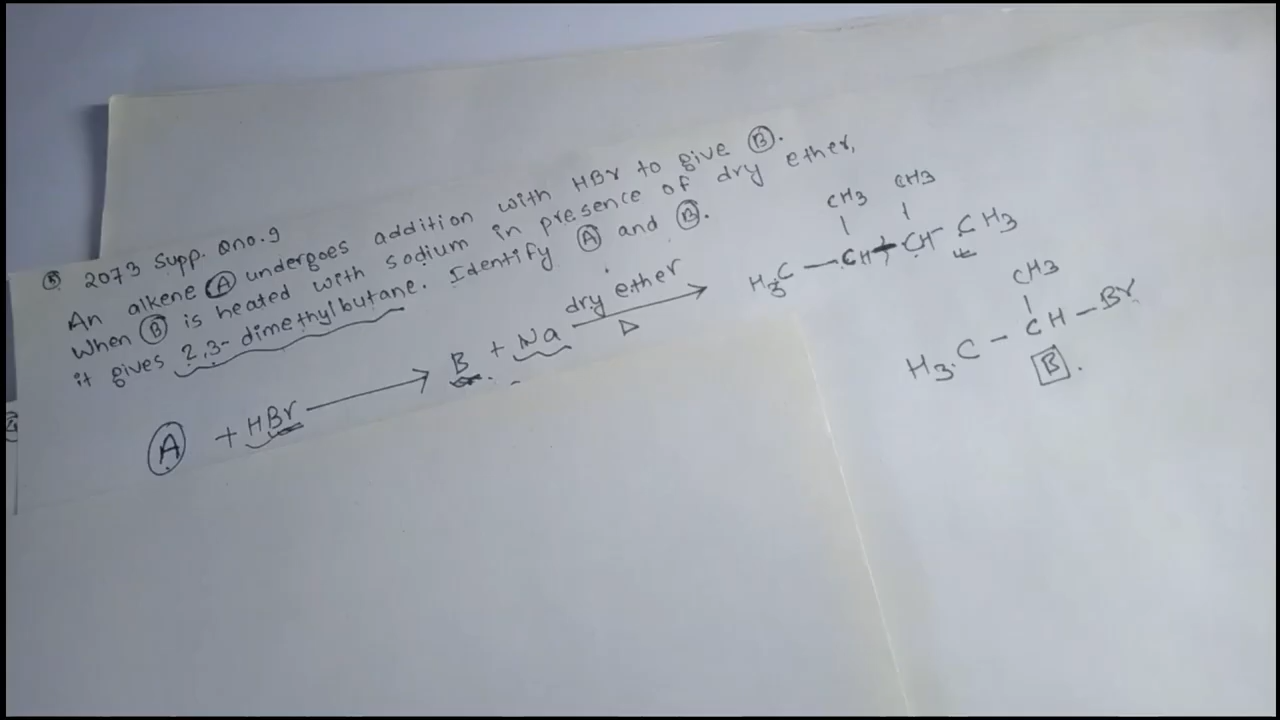 ⑤ 2073 Supp. Qno.9
An alkene Ⓐ undergoes addition with HBr to give Ⓑ.
When Ⓑ is heated with sodium in presence of dry ether,
it gives 2,3-dimethylbutane. Identify Ⓐ and Ⓑ.
Ⓐ + HBr ⟶ B + Na
dry ether
Δ
CH3 CH3
H3C — CH + CH - CH3
CH3
H3C - CH - Br
B.